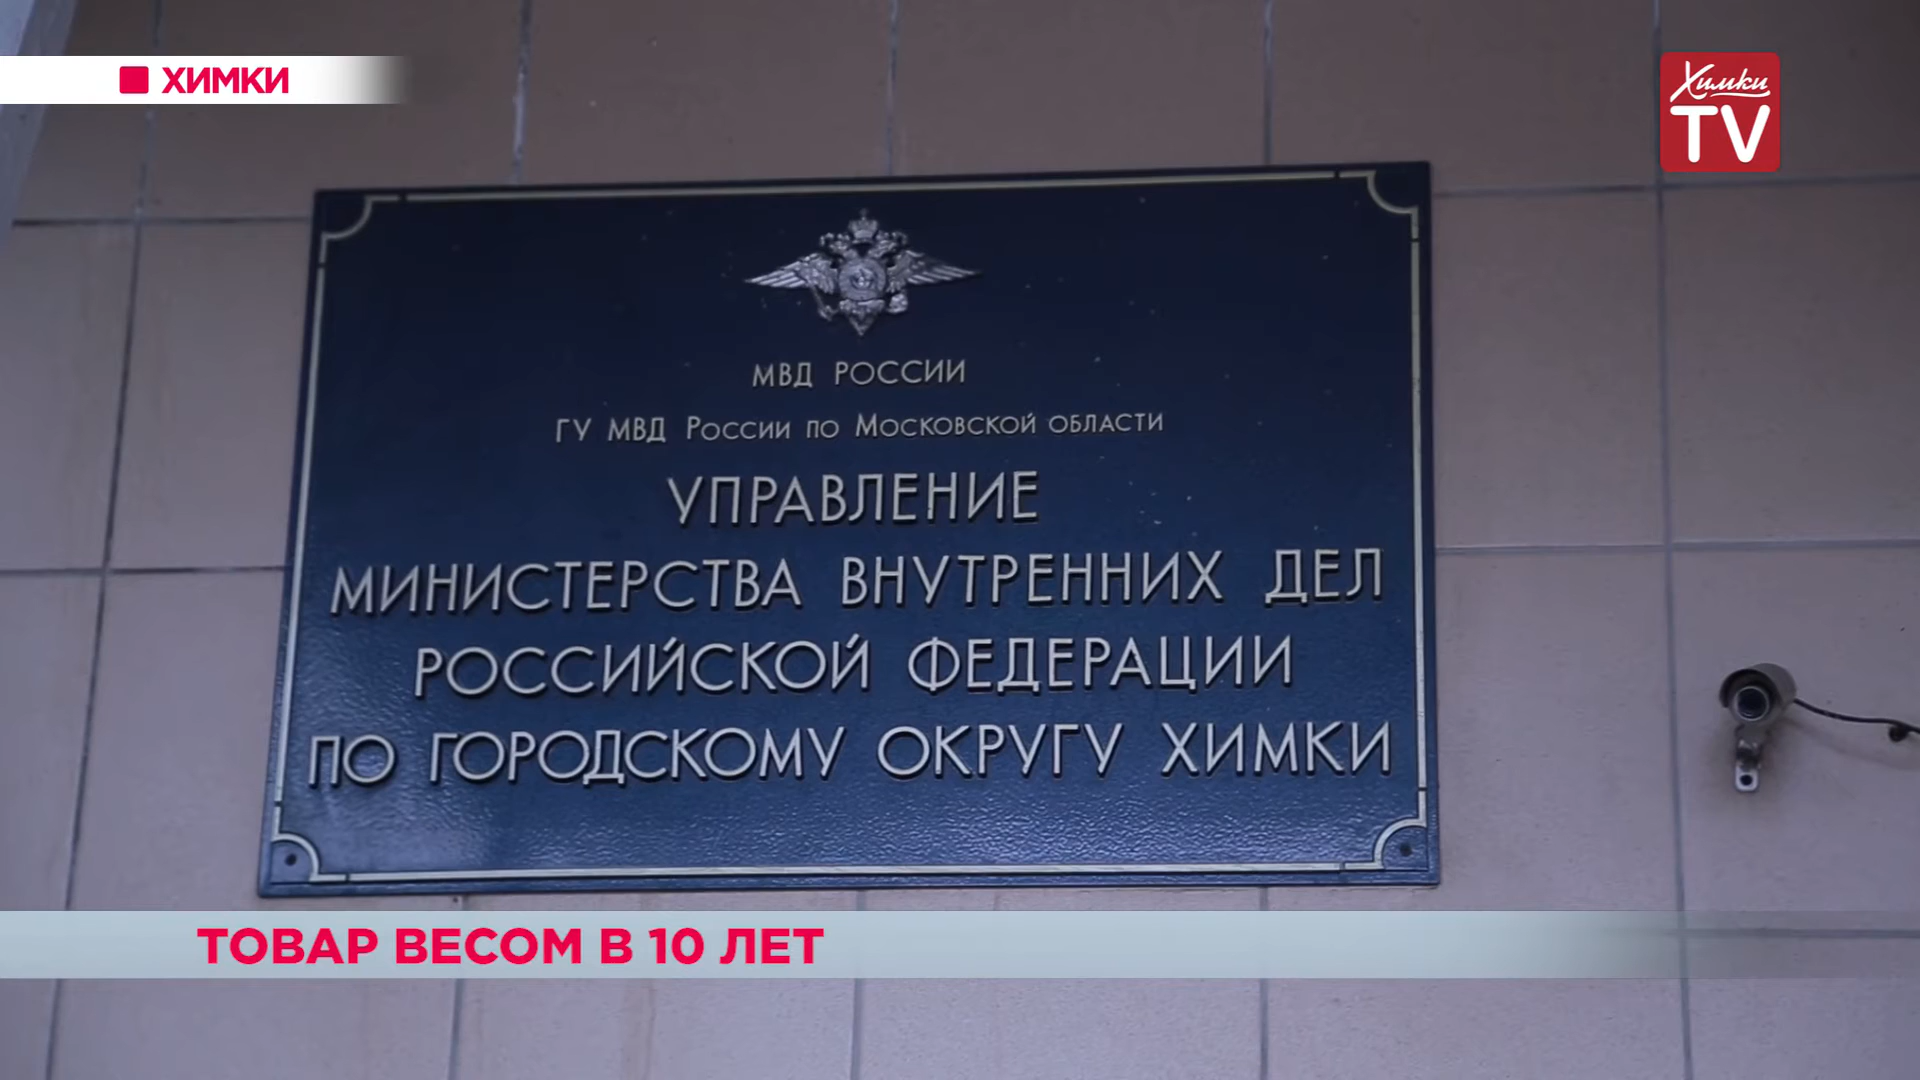 ХИМКИ
Химки
TV
МВД РОССИИ
ГУ МВД РОССИИ ПО МОСКОВСКОЙ ОБЛАСТИ
УПРАВЛЕНИЕ
МИНИСТЕРСТВА ВНУТРЕННИХ ДЕЛ
РОССИЙСКОЙ ФЕДЕРАЦИИ
ПО ГОРОДСКОМУ ОКРУГУ ХИМКИ
ТОВАР ВЕСОМ В 10 ЛЕТ